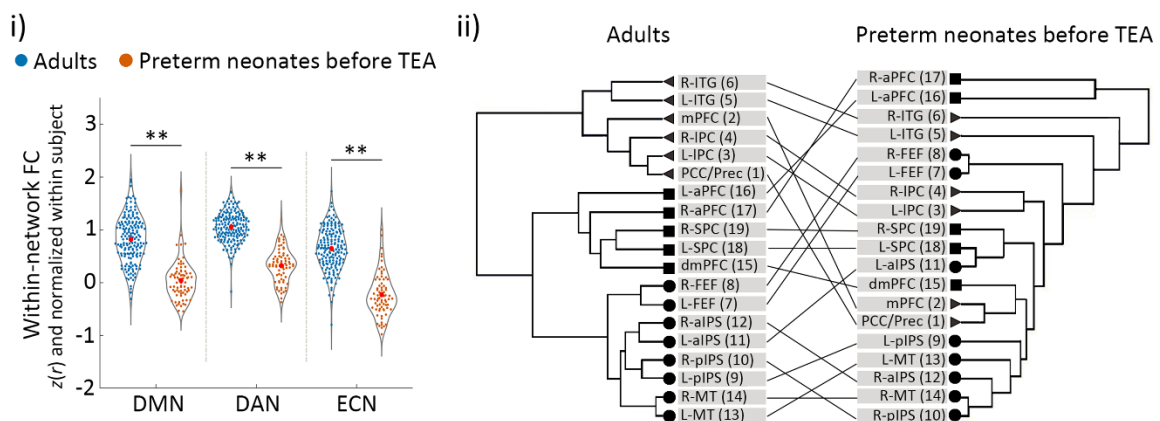 i)
Adults
Preterm neonates before TEA
Within-network FC
z(r) and normalized within subject
3
2
1
0
-1
-2
**
**
**
DMN
DAN
ECN
ii)
Adults
Preterm neonates before TEA
R-ITG (6)
L-ITG (5)
mPFC (2)
R-IPC (4)
L-IPC (3)
PCC/Prec (1)
L-aPFC (16)
R-aPFC (17)
R-SPC (19)
L-SPC (18)
dmPFC (15)
R-FEF (8)
L-FEF (7)
R-aIPS (12)
L-aIPS (11)
R-pIPS (10)
L-pIPS (9)
R-MT (14)
L-MT (13)
R-aPFC (17)
L-aPFC (16)
R-ITG (6)
L-ITG (5)
R-FEF (8)
L-FEF (7)
R-IPC (4)
L-IPC (3)
R-SPC (19)
L-SPC (18)
L-aIPS (11)
dmPFC (15)
mPFC (2)
PCC/Prec (1)
L-pIPS (9)
L-MT (13)
R-aIPS (12)
R-MT (14)
R-pIPS (10)